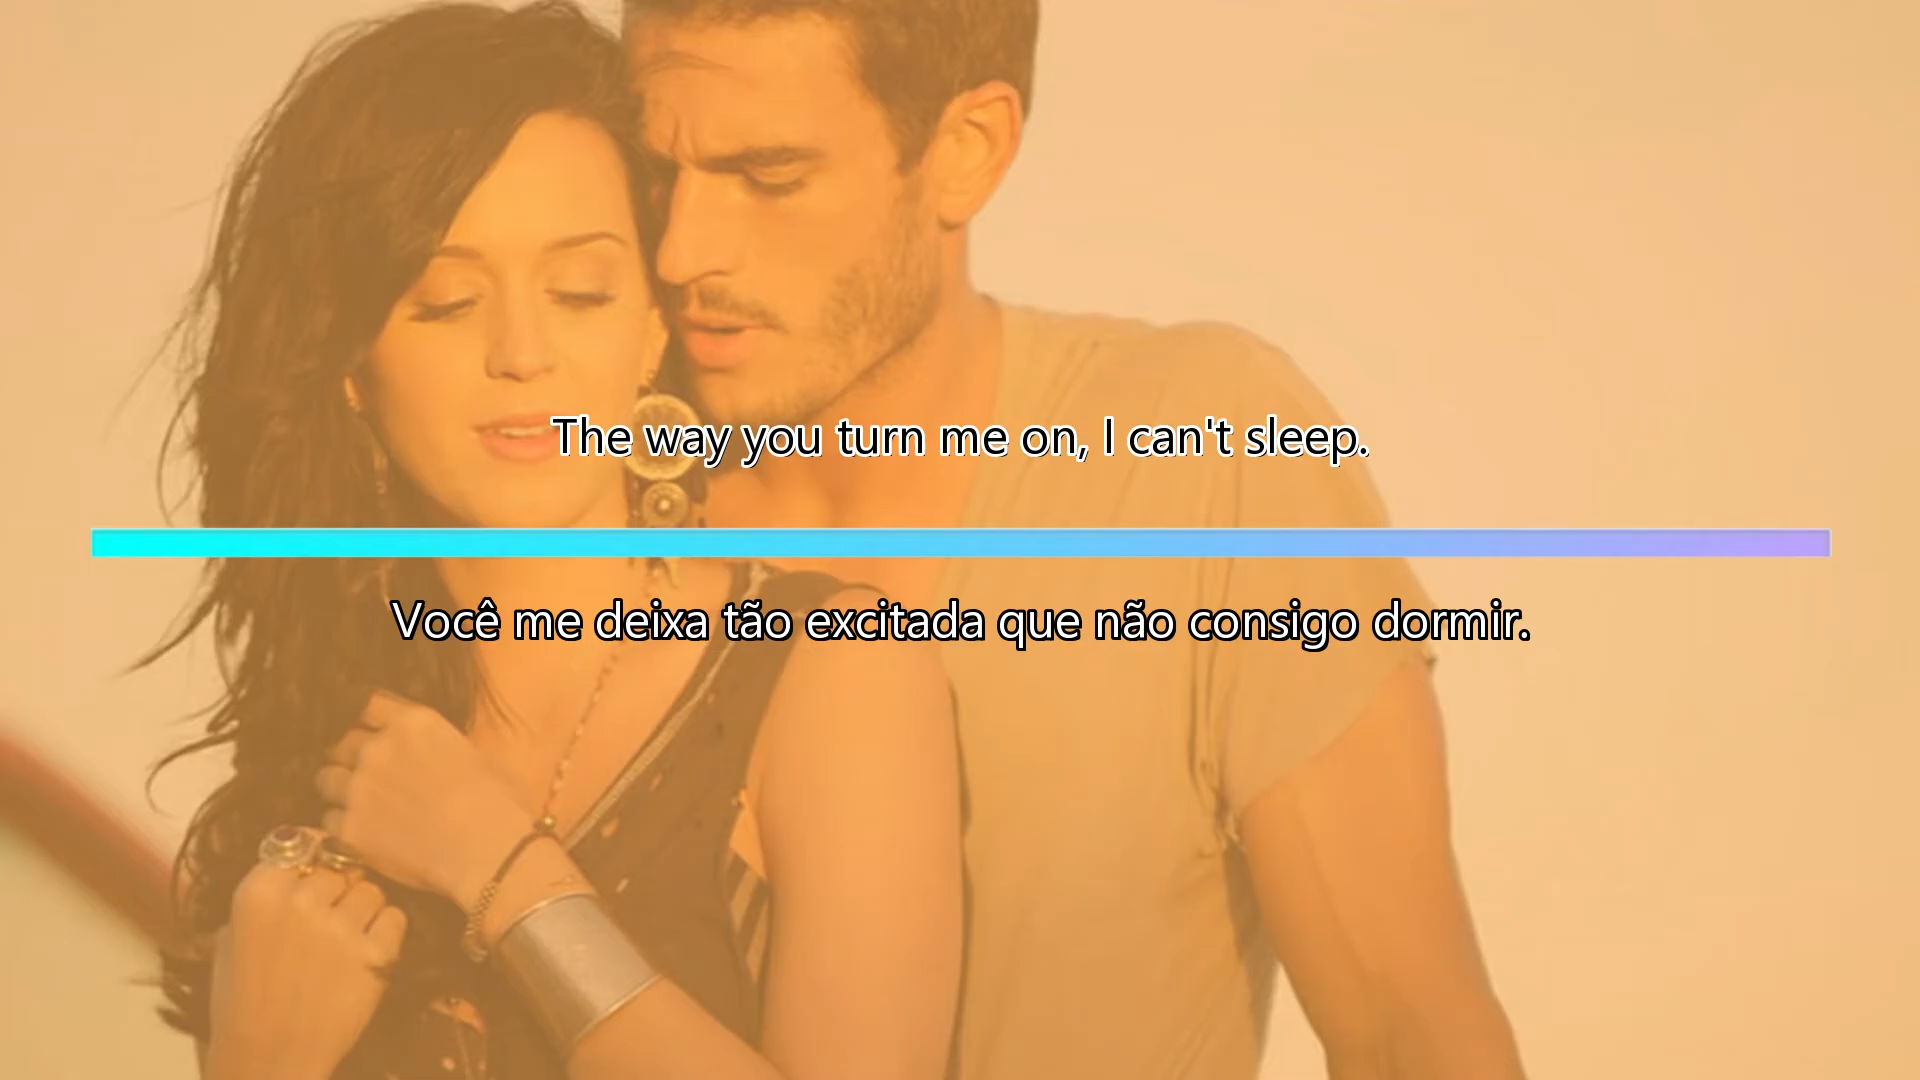 The way you turn me on, I can't sleep.
Você me deixa tão excitada que não consigo dormir.